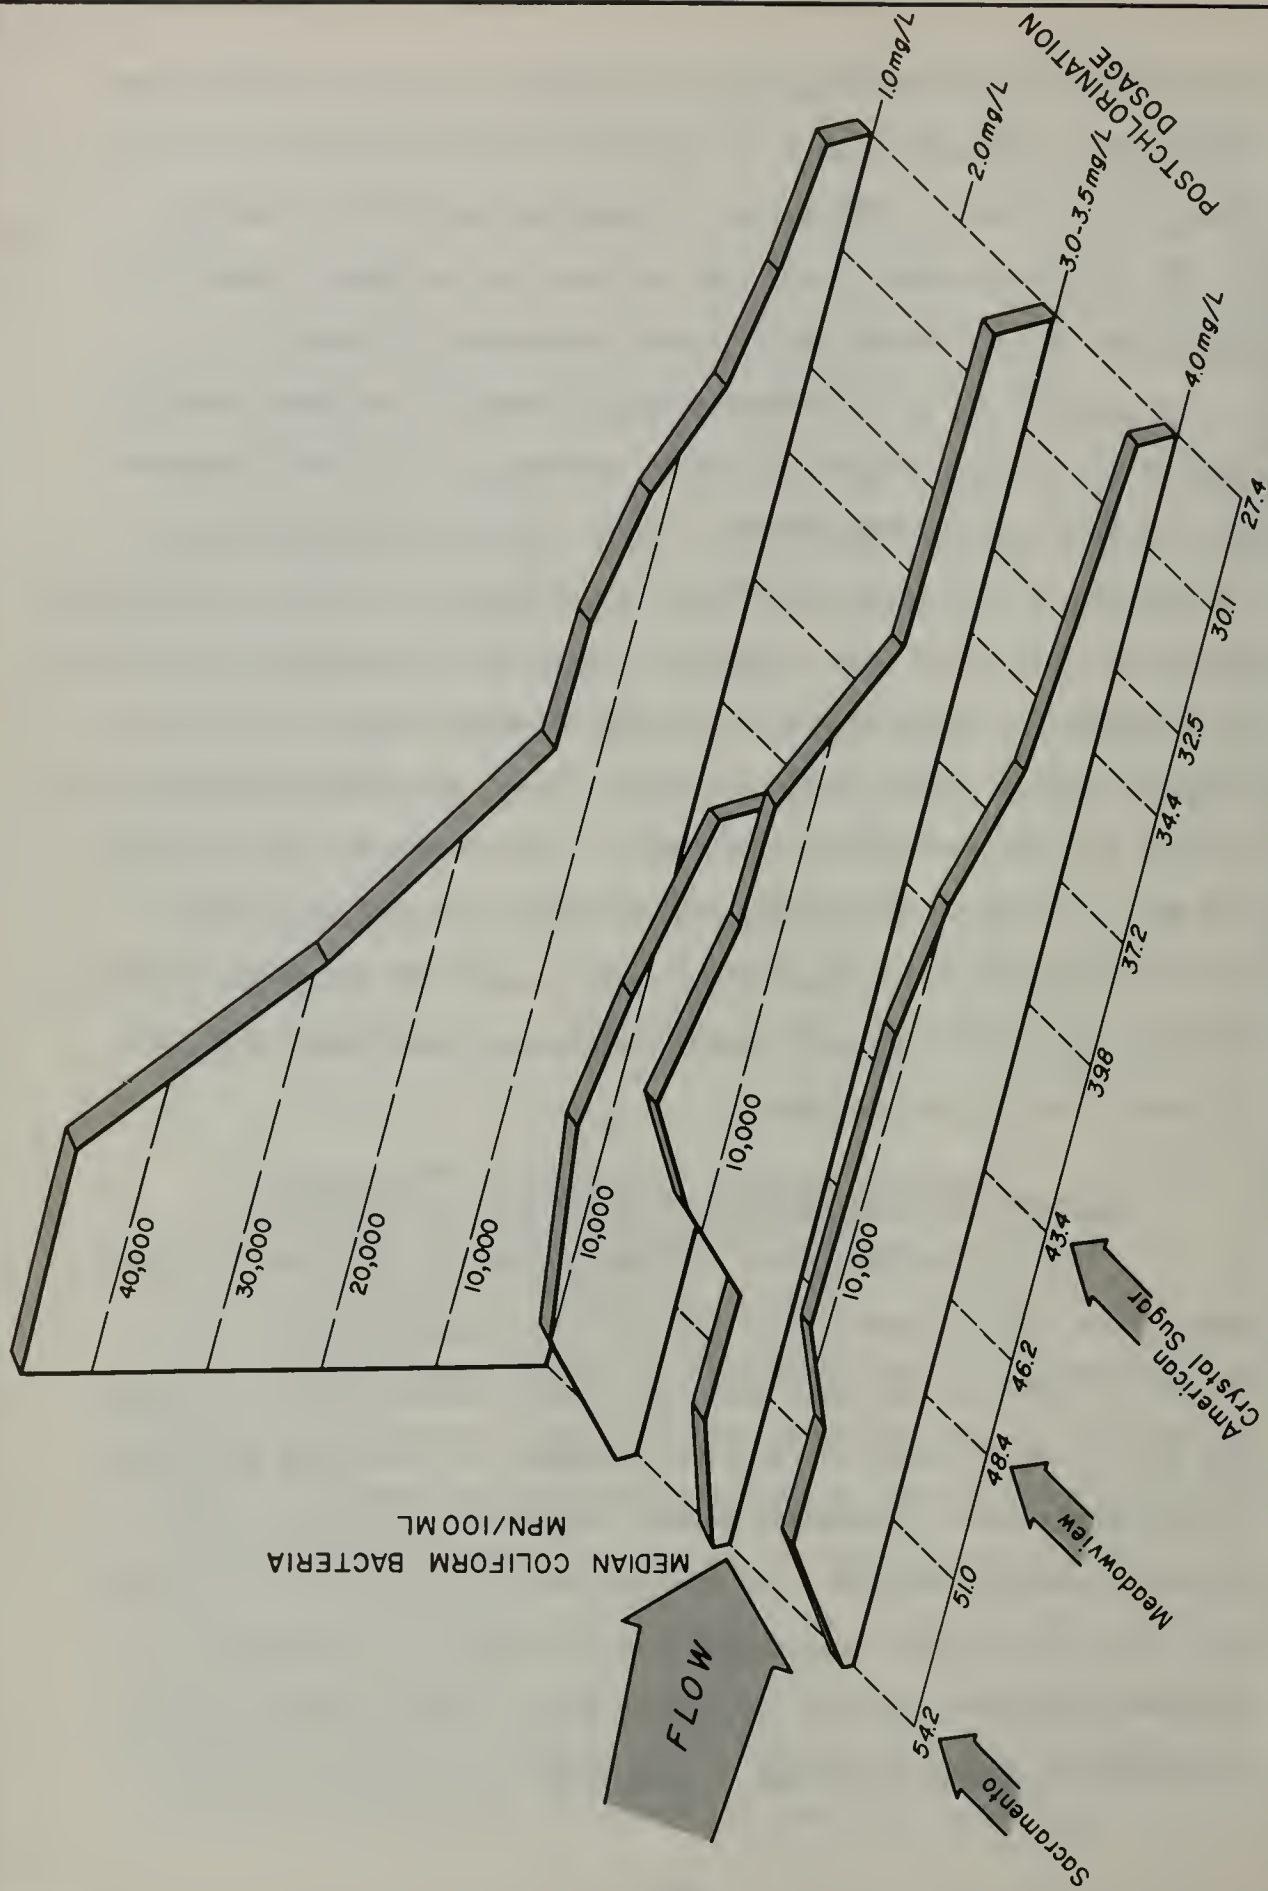 POSTCHLORINATION
DOSAGE
1.0mg/L
2.0mg/L
3.0-3.5mg/L
4.0mg/L
40,000
30,000
20,000
10,000
10,000
10,000
10,000
MEDIAN COLIFORM BACTERIA
MPN/100ML
FLOW
54.2
51.0
48.4
46.2
43.4
39.8
37.2
34.4
32.5
30.1
27.4
Sacramento
Meadowview
American
Crystal Sugar